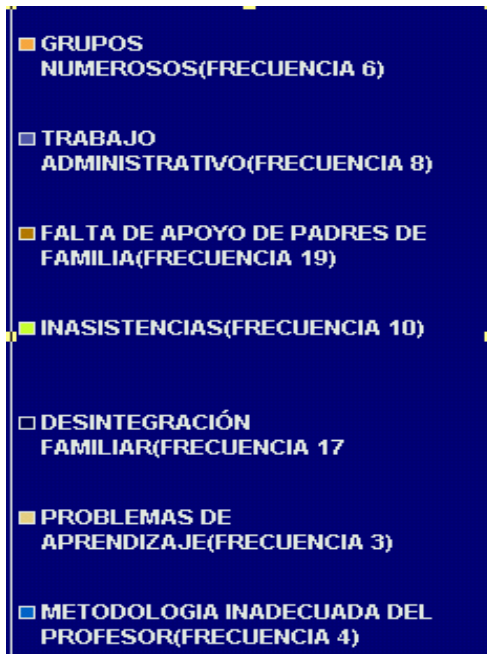 GRUPOS
NUMEROSOS(FRECUENCIA 6)
TRABAJO
ADMINISTRATIVO(FRECUENCIA 8)
FALTA DE APOYO DE PADRES DE
FAMILIA(FRECUENCIA 19)
INASISTENCIAS(FRECUENCIA 10)
DESINTEGRACIÓN
FAMILIAR(FRECUENCIA 17
PROBLEMAS DE
APRENDIZAJE(FRECUENCIA 3)
METODOLOGIA INADECUADA DEL
PROFESOR(FRECUENCIA 4)